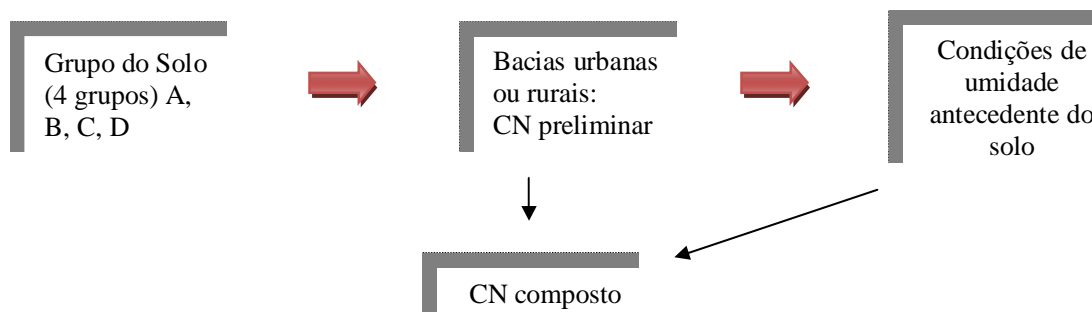 Grupo do Solo
(4 grupos) A,
B, C, D
Bacias urbanas
ou rurais:
CN preliminar
Condições de
umidade
antecedente do
solo
CN composto